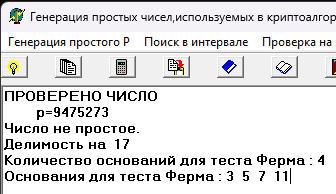 Генерация простых чисел,используемых в криптоалгор
Генерация простого P Поиск в интервале Проверка на
ПРОВЕРЕНО ЧИСЛО
p=9475273
Число не простое.
Делимость на 17
Количество оснований для теста Ферма : 4
Основания для теста Ферма : 3 5 7 11